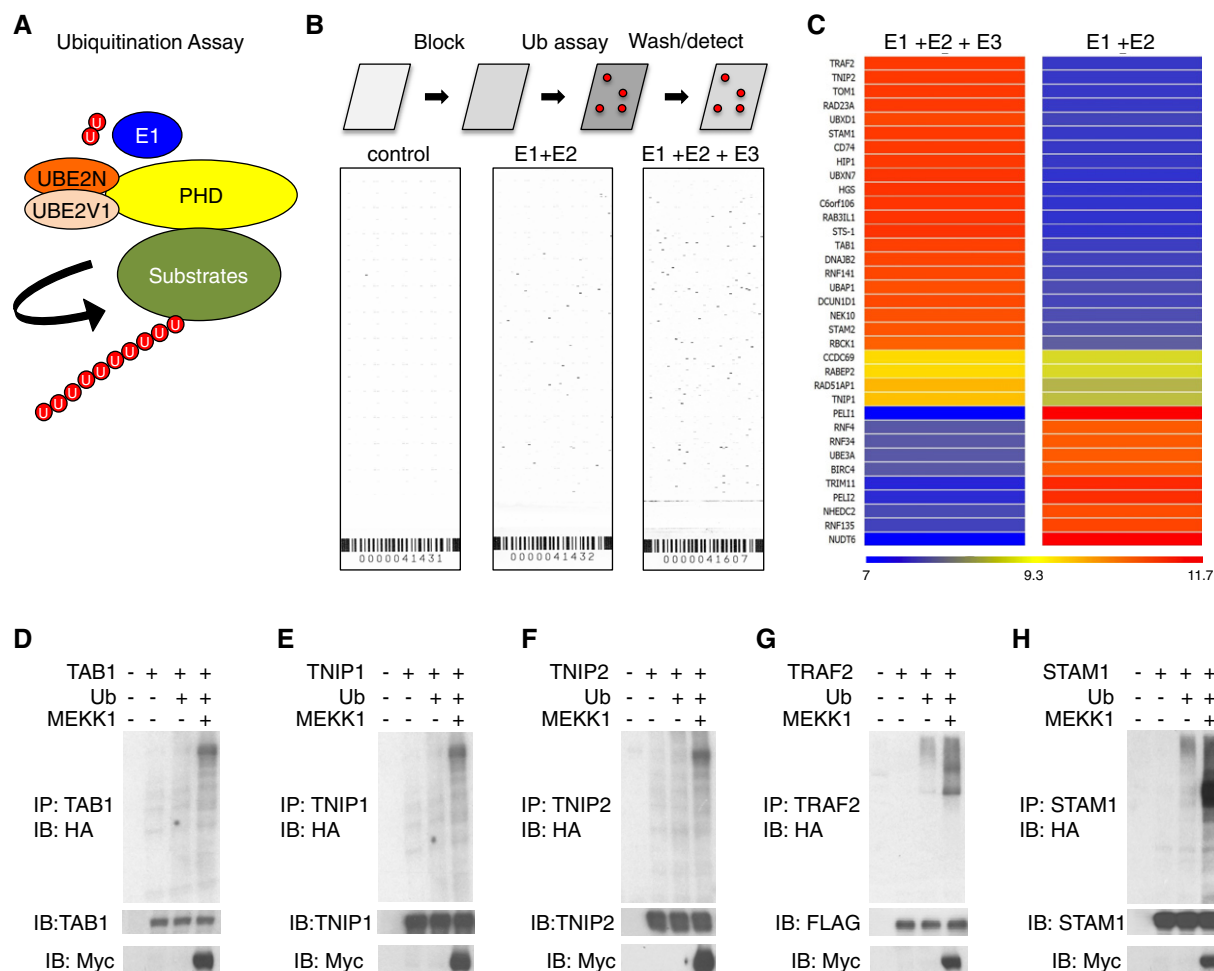 A
Ubiquitination Assay
U
U
E1
UBE2N
UBE2V1
PHD
Substrates
U U U U U U U U U U
B
Block
Ub assay
Wash/detect
control
E1+E2
E1 +E2 + E3
0000041431
0000041432
0000041607
C
E1 +E2 + E3
E1 +E2
TRAF2
TNIP2
TOM1
RAD23A
UBXD1
STAM1
CD74
HIP1
UBXN7
HGS
C6orf106
RAB3IL1
STS-1
TAB1
DNAJB2
RNF141
UBAP1
DCUN1D1
NEK10
STAM2
RBCK1
CCDC69
RABEP2
RAD51AP1
TNIP1
PELI1
RNF4
RNF34
UBE3A
BIRC4
TRIM11
PELI2
NHEDC2
RNF135
NUDT6
7 9.3 11.7
D
TAB1 - + + +
Ub - - + +
MEKK1 - - - +
IP: TAB1
IB: HA
IB:TAB1
IB: Myc
E
TNIP1 - + + +
Ub - - + +
MEKK1 - - - +
IP: TNIP1
IB: HA
IB:TNIP1
IB: Myc
F
TNIP2 - + + +
Ub - - + +
MEKK1 - - - +
IP: TNIP2
IB: HA
IB:TNIP2
IB: Myc
G
TRAF2 - + + +
Ub - - + +
MEKK1 - - - +
IP: TRAF2
IB: HA
IB: FLAG
IB: Myc
H
STAM1 - + + +
Ub - - + +
MEKK1 - - - +
IP: STAM1
IB: HA
IB: STAM1
IB: Myc